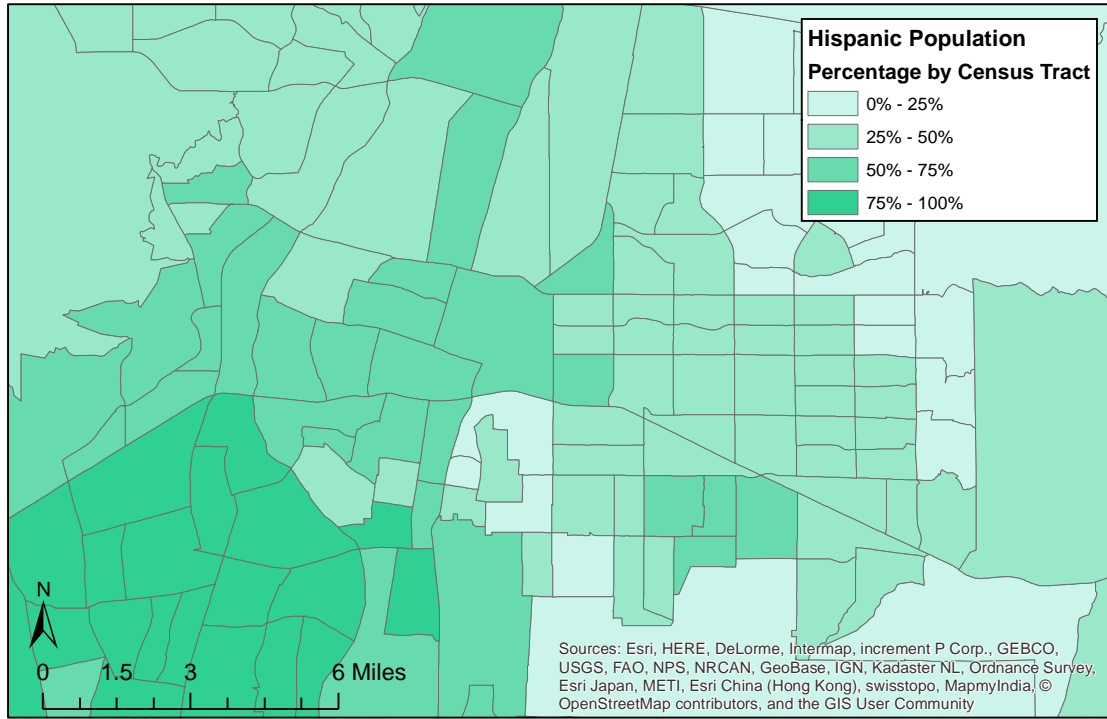 Hispanic Population
Percentage by Census Tract
0% - 25%
25% - 50%
50% - 75%
75% - 100%
N
0 1.5 3 6 Miles
Sources: Esri, HERE, DeLorme, Intermap, increment P Corp., GEBCO,
USGS, FAO, NPS, NRCAN, GeoBase, IGN, Kadaster NL, Ordnance Survey,
Esri Japan, METI, Esri China (Hong Kong), swisstopo, MapmyIndia, ©
OpenStreetMap contributors, and the GIS User Community